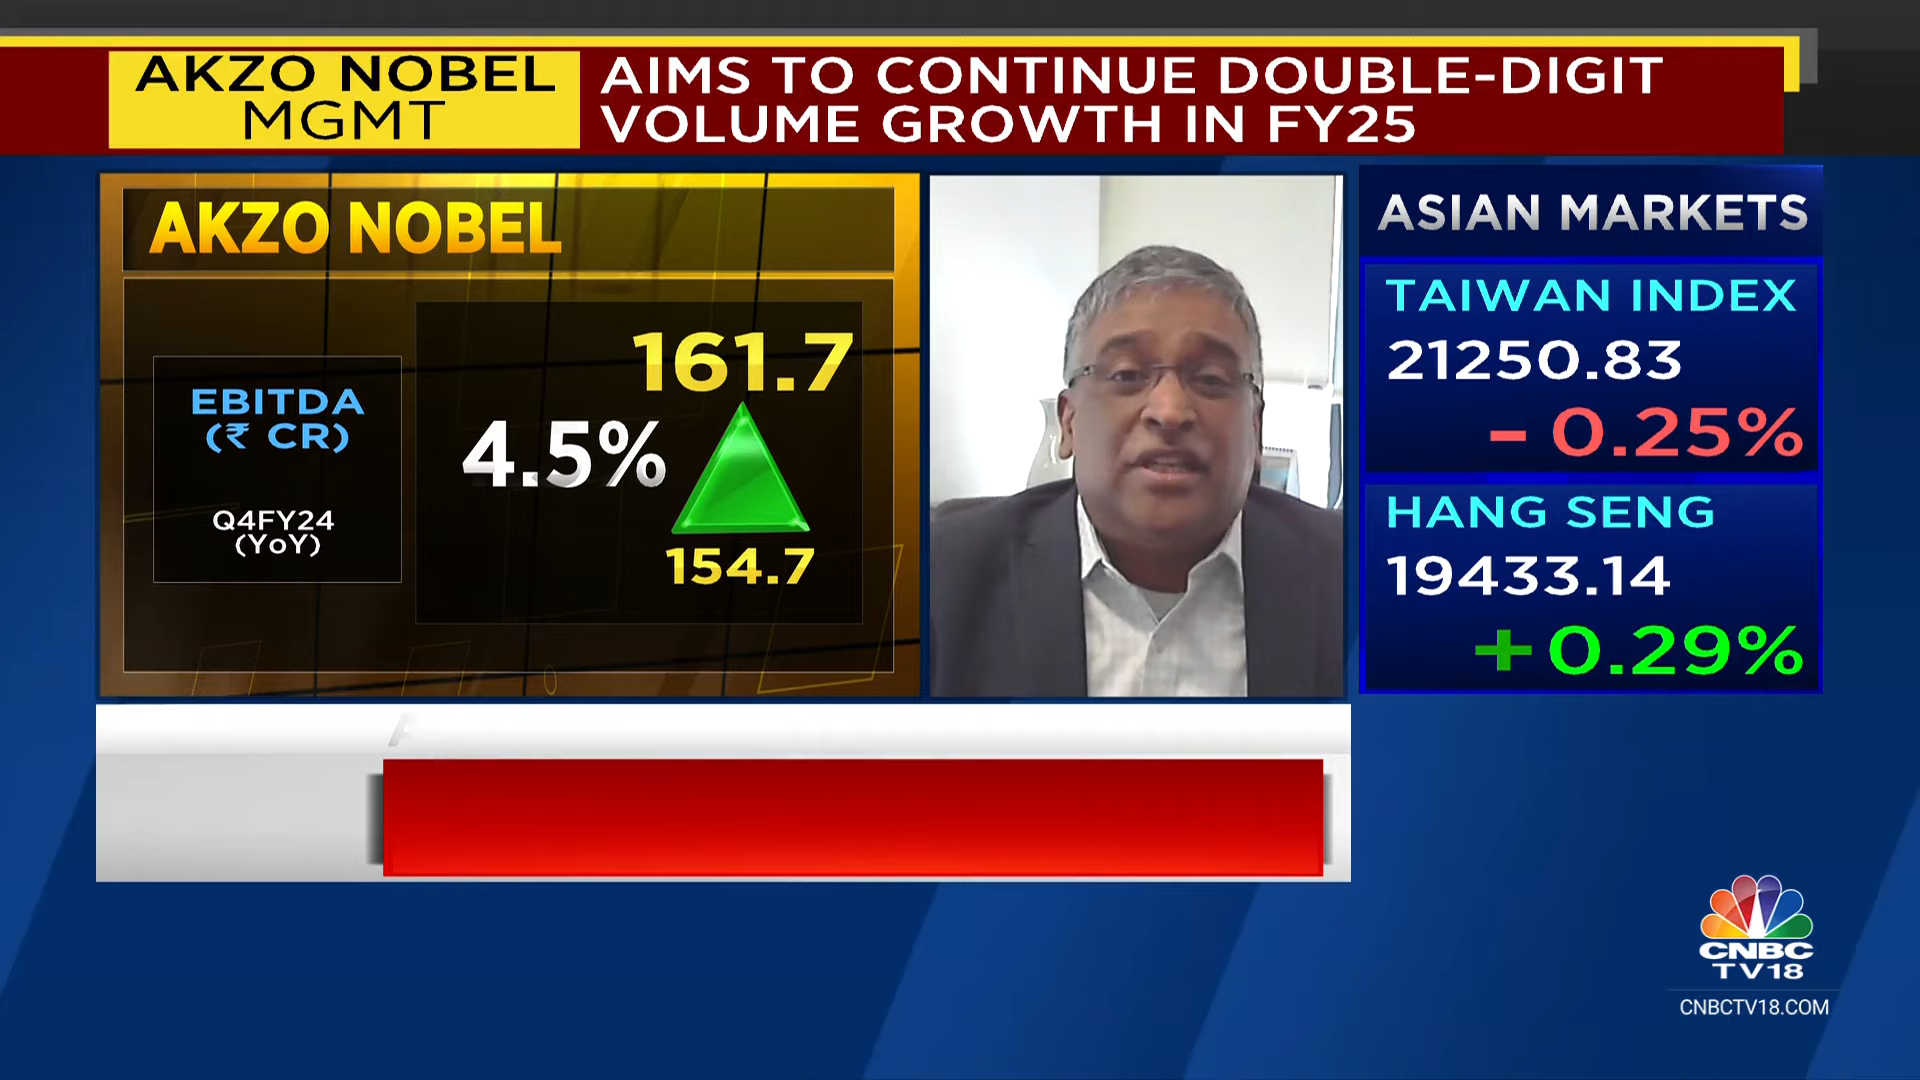 AKZO NOBEL
MGMT
AIMS TO CONTINUE DOUBLE-DIGIT
VOLUME GROWTH IN FY25
AKZO NOBEL
EBITDA
(₹ CR)
Q4FY24
(YoY)
161.7
4.5%
154.7
ASIAN MARKETS
TAIWAN INDEX
21250.83
- 0.25%
HANG SENG
19433.14
+0.29%
CNBC
TV18
CNBCTV18.COM